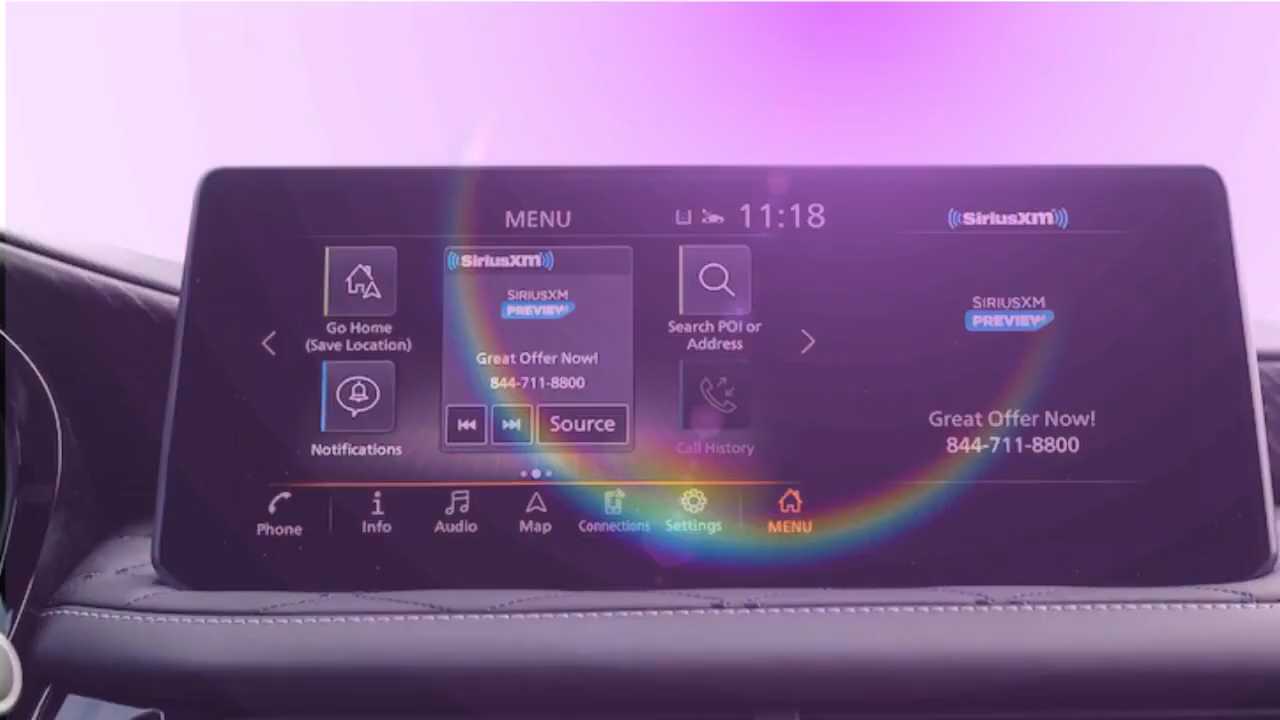 MENU
11:18
SiriusXM
Go Home
(Save Location)
SiriusXM
SIRIUSXM
PREVIEW
Great Offer Now!
844-711-8800
Source
Search POI or
Address
SIRIUSXM
PREVIEW
Great Offer Now!
844-711-8800
Notifications
Call History
Phone
Info
Audio
Map
Connections
Settings
MENU